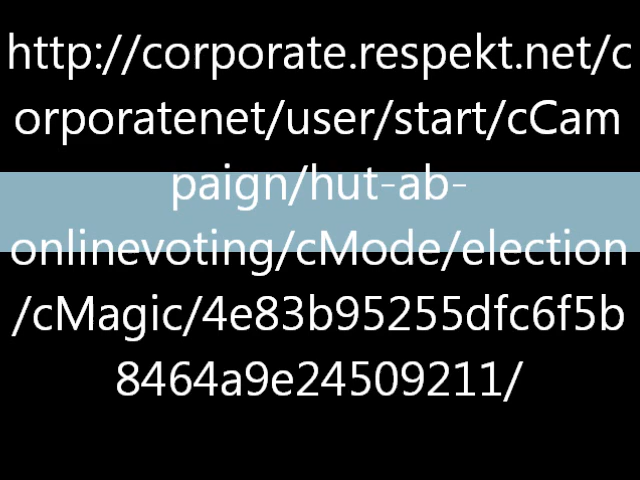 http://corporate.respekt.net/c
orporatenet/user/start/cCam
paign/hut-ab-
onlinevoting/cMode/election
/cMagic/4e83b95255dfc6f5b
8464a9e24509211/